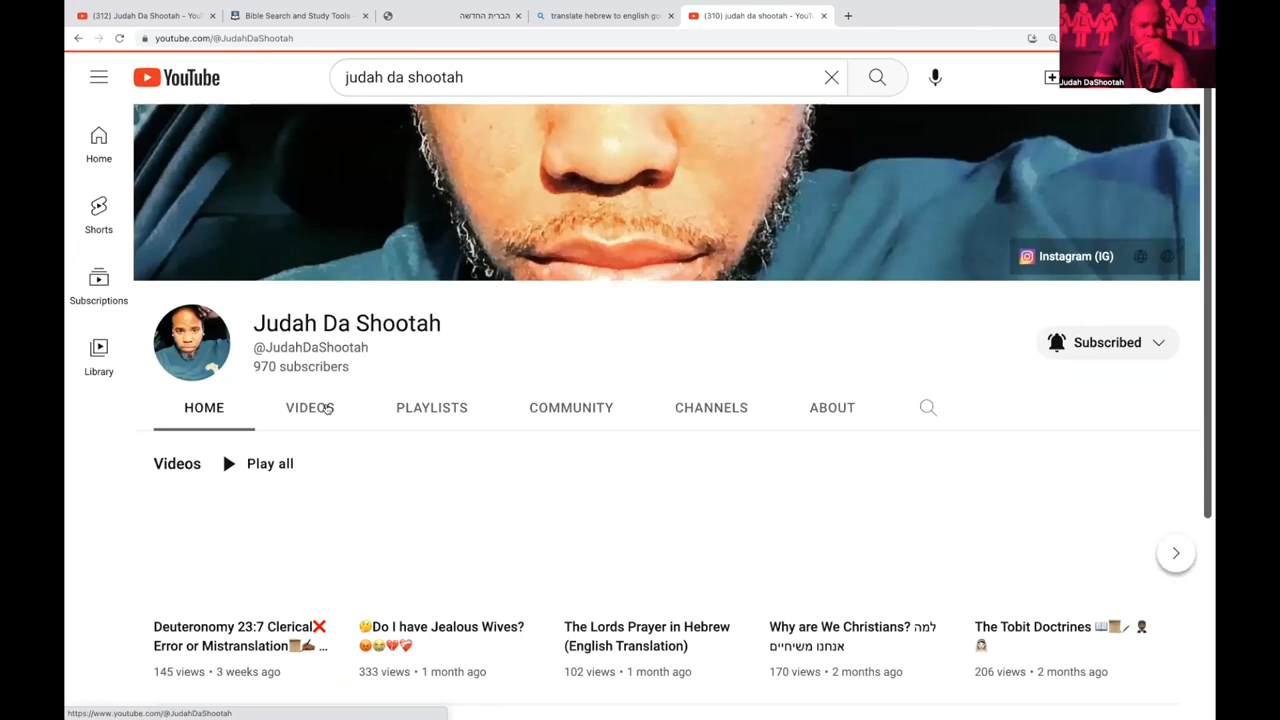 (312) Judah Da Shootah - YouT
Bible Search and Study Tools -
הברית החדשה
translate hebrew to english go
(310) judah da shootah - YouTu
youtube.com/@JudahDaShootah
Judah DaShootah
YouTube
judah da shootah
Home
Shorts
Subscriptions
Library
Instagram (IG)
Judah Da Shootah
@JudahDaShootah
970 subscribers
Subscribed
HOME
VIDEOS
PLAYLISTS
COMMUNITY
CHANNELS
ABOUT
Videos
Play all
Deuteronomy 23:7 Clerical❌
Error or Mistranslation📜✍🏾 ...
145 views • 3 weeks ago
🤔Do I have Jealous Wives?
😡😭💔❤️‍🩹
333 views • 1 month ago
The Lords Prayer in Hebrew
(English Translation)
102 views • 1 month ago
Why are We Christians? למה
אנחנו משיחיים
170 views • 2 months ago
The Tobit Doctrines
206 views • 2 months ago
https://www.youtube.com/@JudahDaShootah